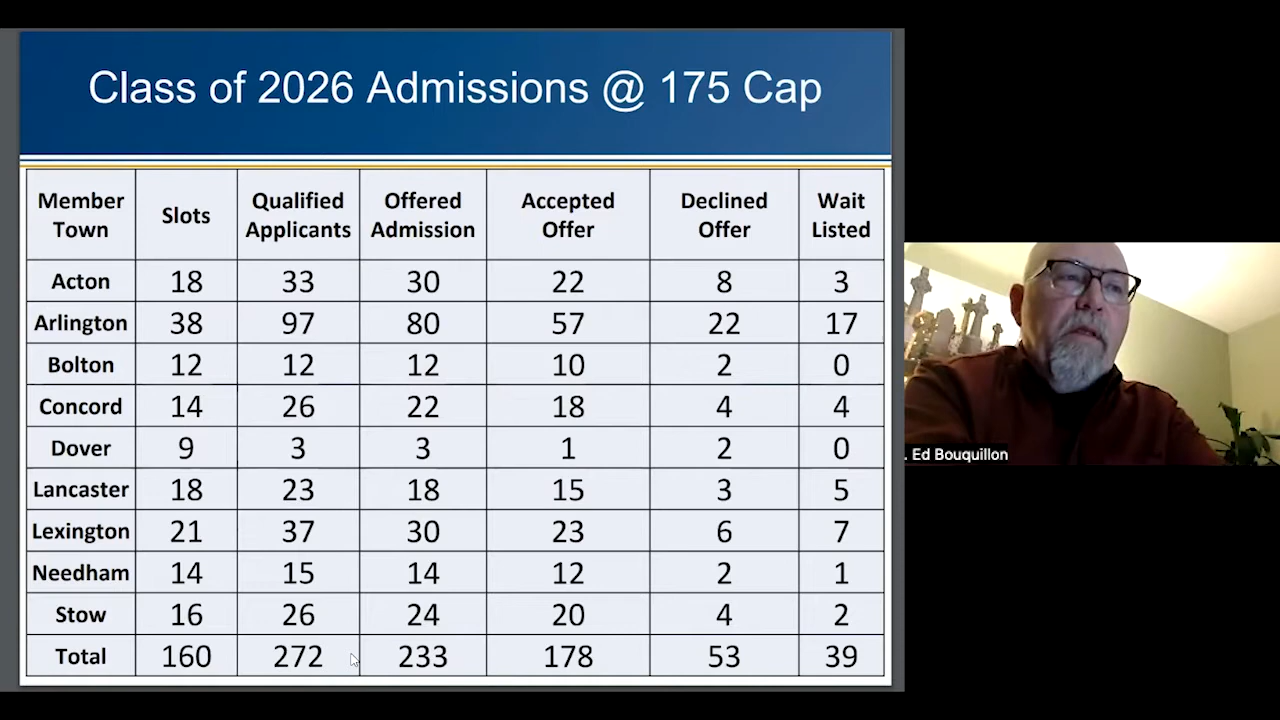 Class of 2026 Admissions @ 175 Cap
Member Town Slots Qualified Applicants Offered Admission Accepted Offer Declined Offer Wait Listed
Acton 18 33 30 22 8 3
Arlington 38 97 80 57 22 17
Bolton 12 12 12 10 2 0
Concord 14 26 22 18 4 4
Dover 9 3 3 1 2 0
Lancaster 18 23 18 15 3 5
Lexington 21 37 30 23 6 7
Needham 14 15 14 12 2 1
Stow 16 26 24 20 4 2
Total 160 272 233 178 53 39
. Ed Bouquillon